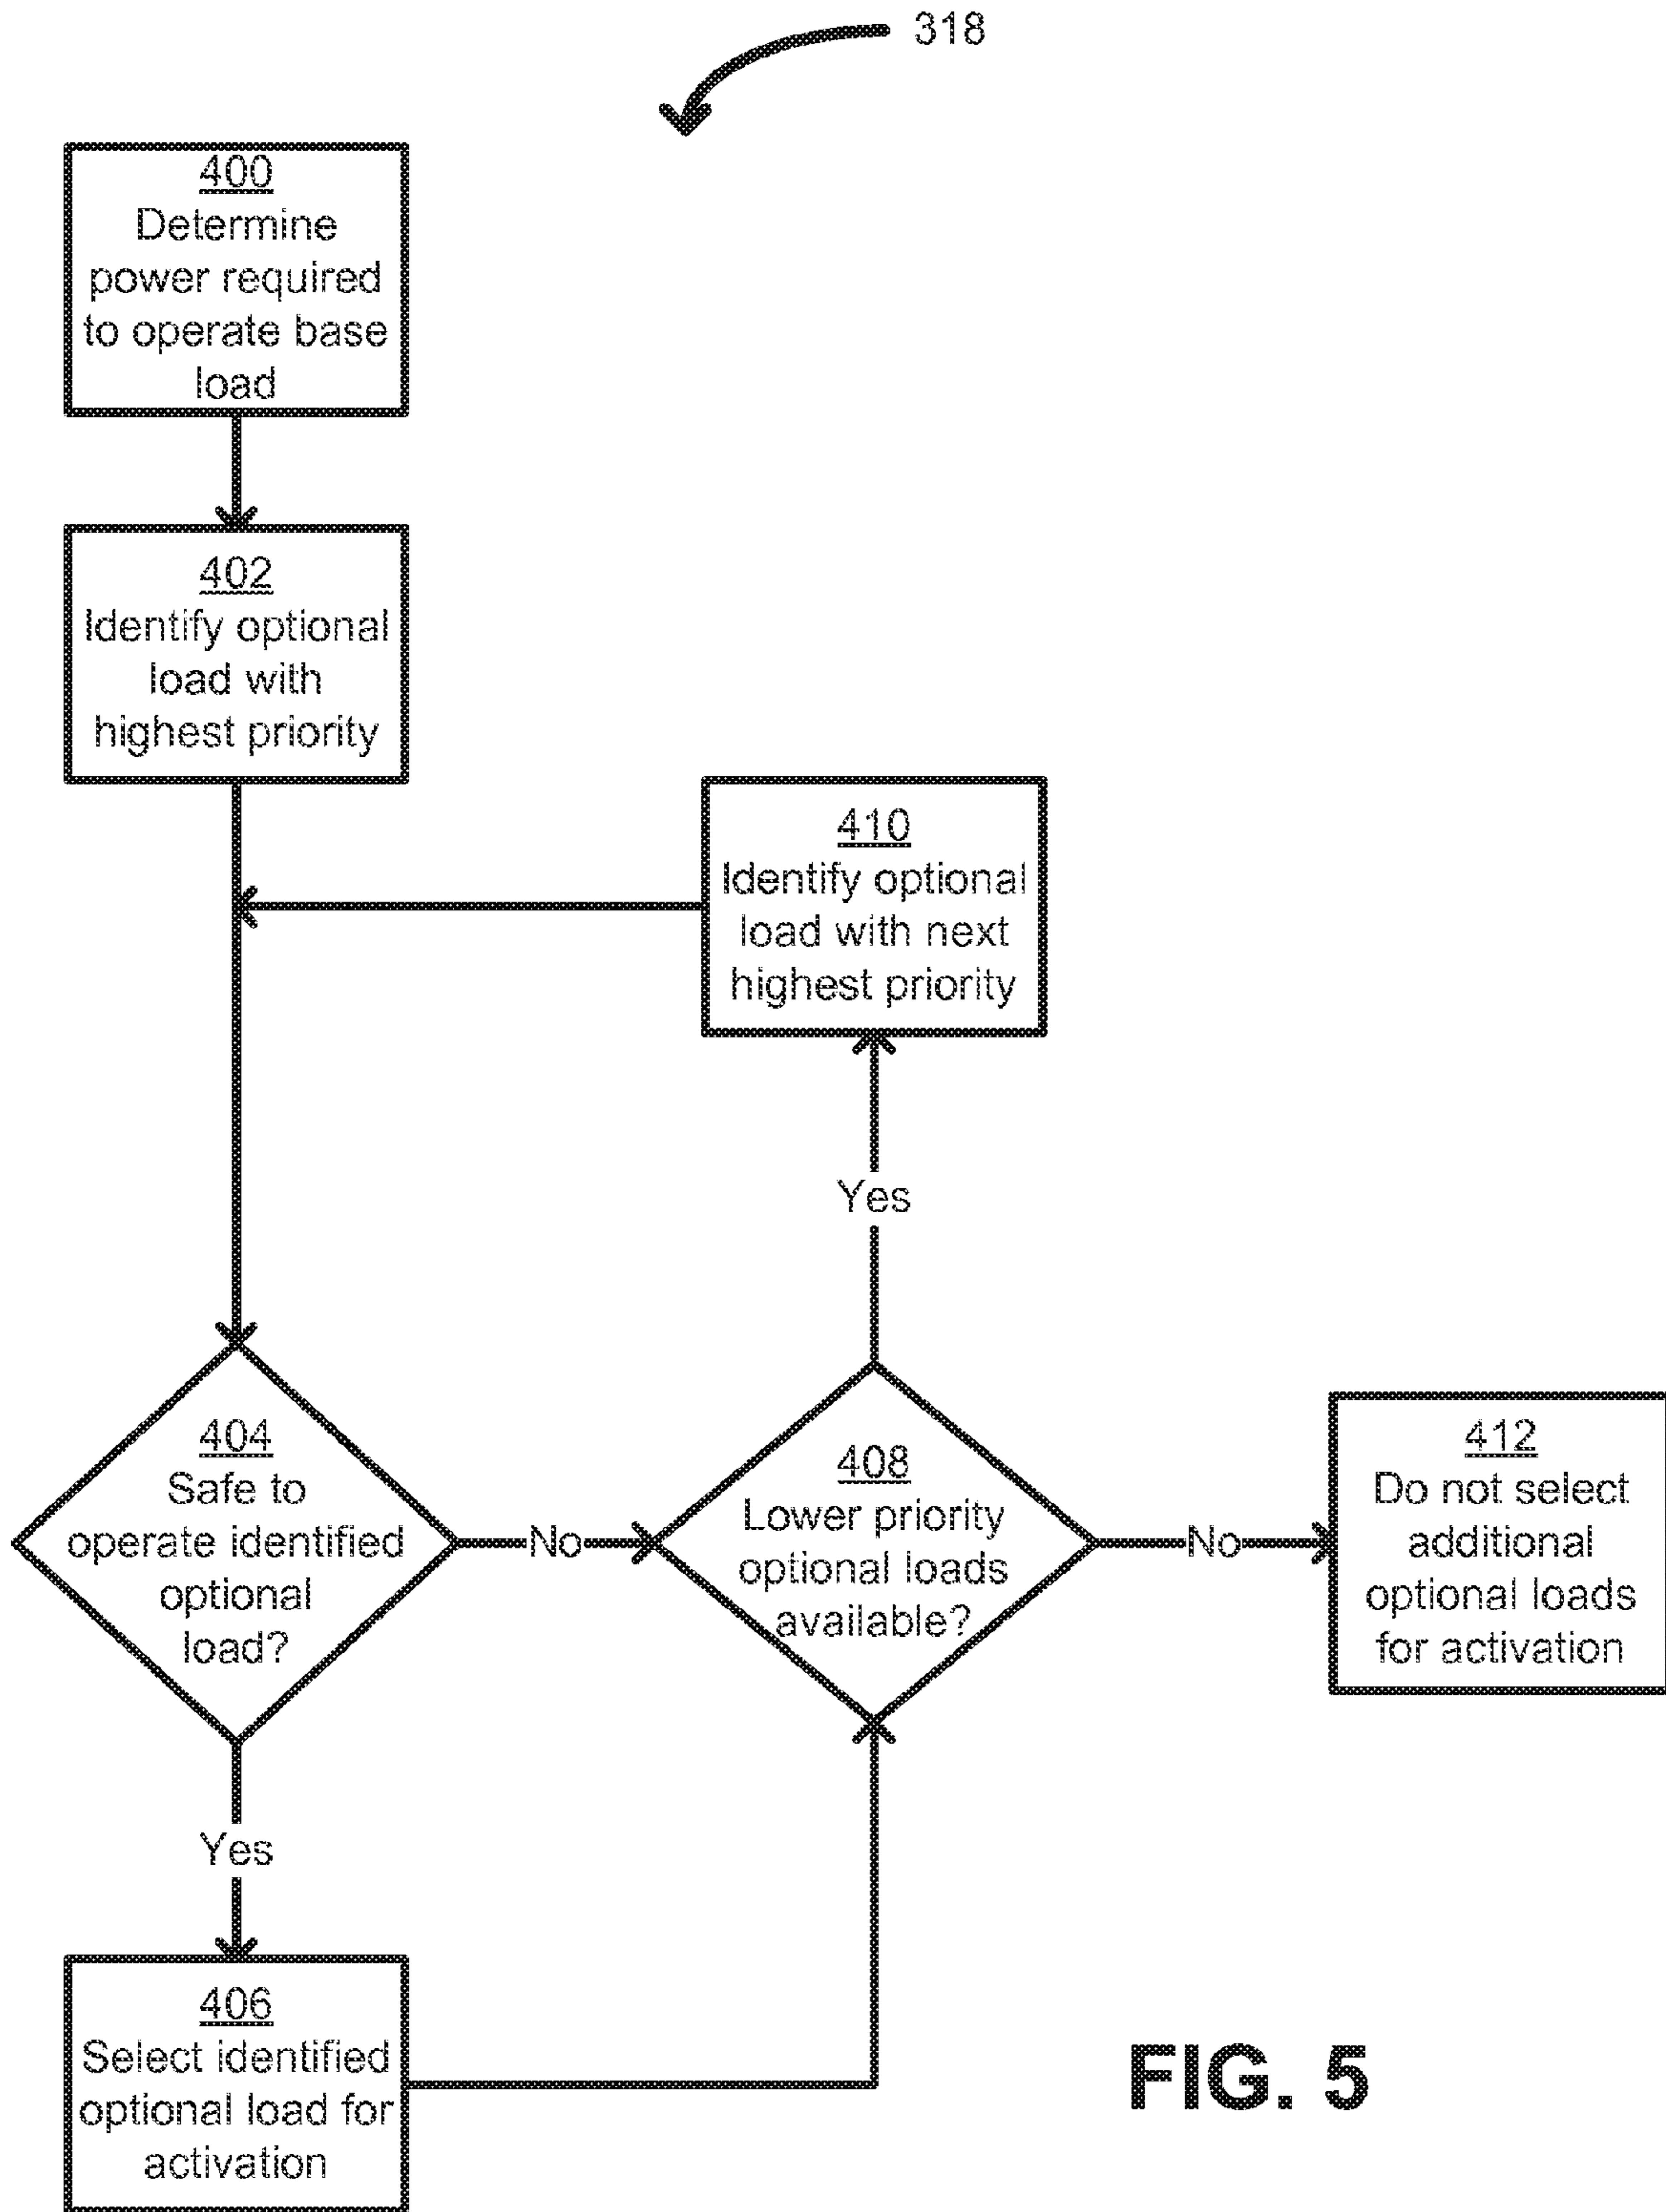 318
400
Determine
power required
to operate base
load
402
Identify optional
load with
highest priority
410
Identify optional
load with next
highest priority
Yes
404
Safe to
operate identified
optional
load?
No
408
Lower priority
optional loads
available?
No
412
Do not select
additional
optional loads
for activation
Yes
406
Select identified
optional load for
activation
FIG. 5